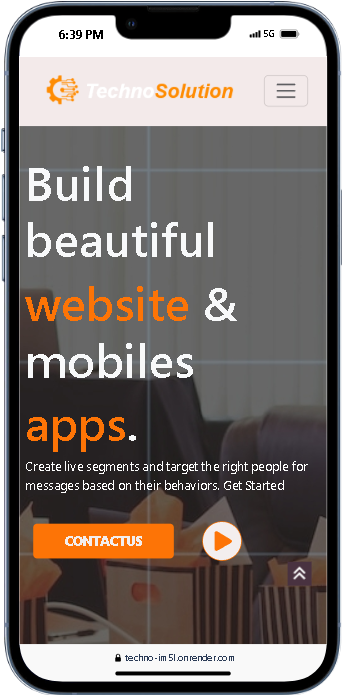 6:39 PM
5G
TechnoSolution
Build
beautiful
website &
mobiles
apps.
Create live segments and target the right people for
messages based on their behaviors. Get Started
CONTACTUS
techno-im5l.onrender.com